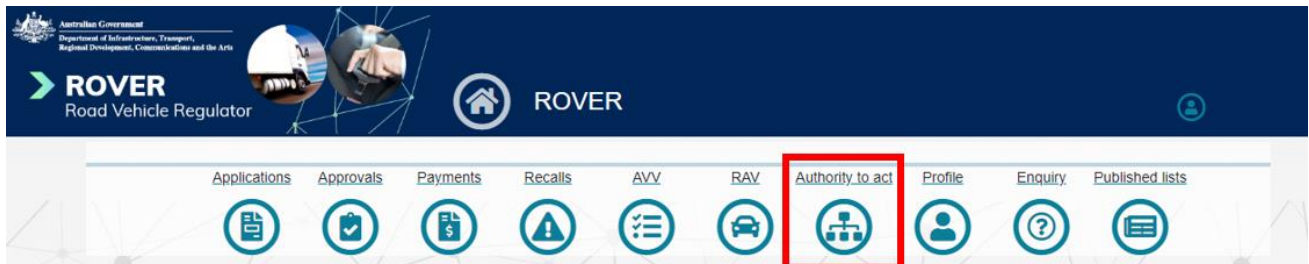 Australian Government
Department of Infrastructure, Transport,
Regional Development, Communications and the Arts
ROVER
Road Vehicle Regulator
ROVER
Applications Approvals Payments Recalls AVV RAV Authority to act Profile Enquiry Published lists